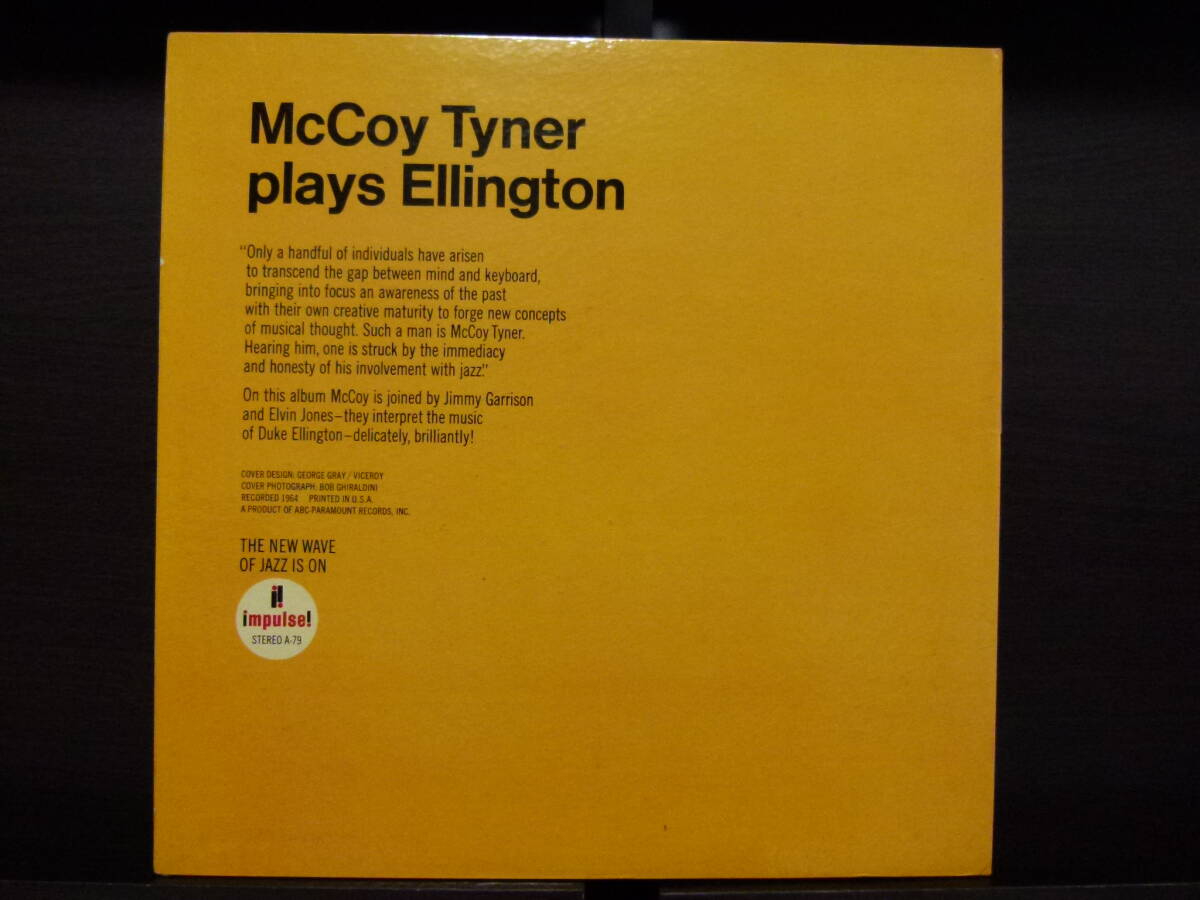 McCoy Tyner
plays Ellington
“Only a handful of individuals have arisen
to transcend the gap between mind and keyboard,
bringing into focus an awareness of the past
with their own creative maturity to forge new concepts
of musical thought. Such a man is McCoy Tyner.
Hearing him, one is struck by the immediacy
and honesty of his involvement with jazz.”
On this album McCoy is joined by Jimmy Garrison
and Elvin Jones–they interpret the music
of Duke Ellington–delicately, brilliantly!
COVER DESIGN: GEORGE GRAY / VICEROY
COVER PHOTOGRAPH: BOB GHIRALDINI
RECORDED 1964 PRINTED IN U.S.A.
A PRODUCT OF ABC-PARAMOUNT RECORDS, INC.
THE NEW WAVE
OF JAZZ IS ON
i!
impulse!
STEREO A-79